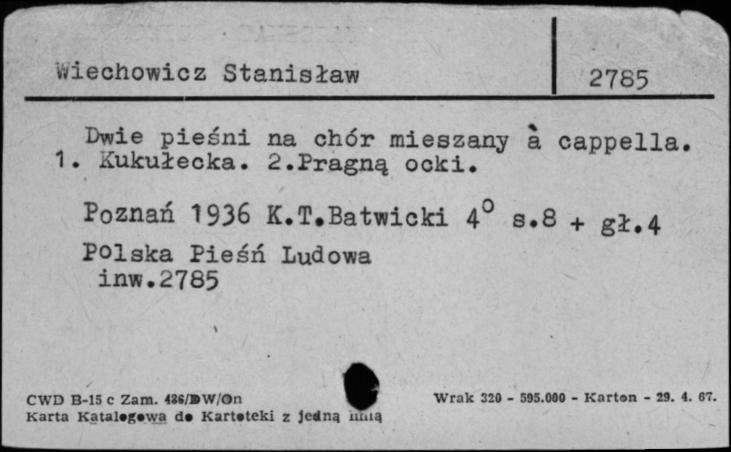 Wiechowicz Stanisław 2785
Dwie pieśni na chór mieszany à cappella.
1. Kukułecka. 2.Pragną ocki.
Poznań 1936 K.T.Batwicki 4° s.8 + gł.4
Polska Pieśń Ludowa
inw.2785
CWD B-15 c Zam. 486/DW/On Wrak 320 - 595.000 - Karton - 29. 4. 67.
Karta Katalogowa do Kartoteki z jedną linią